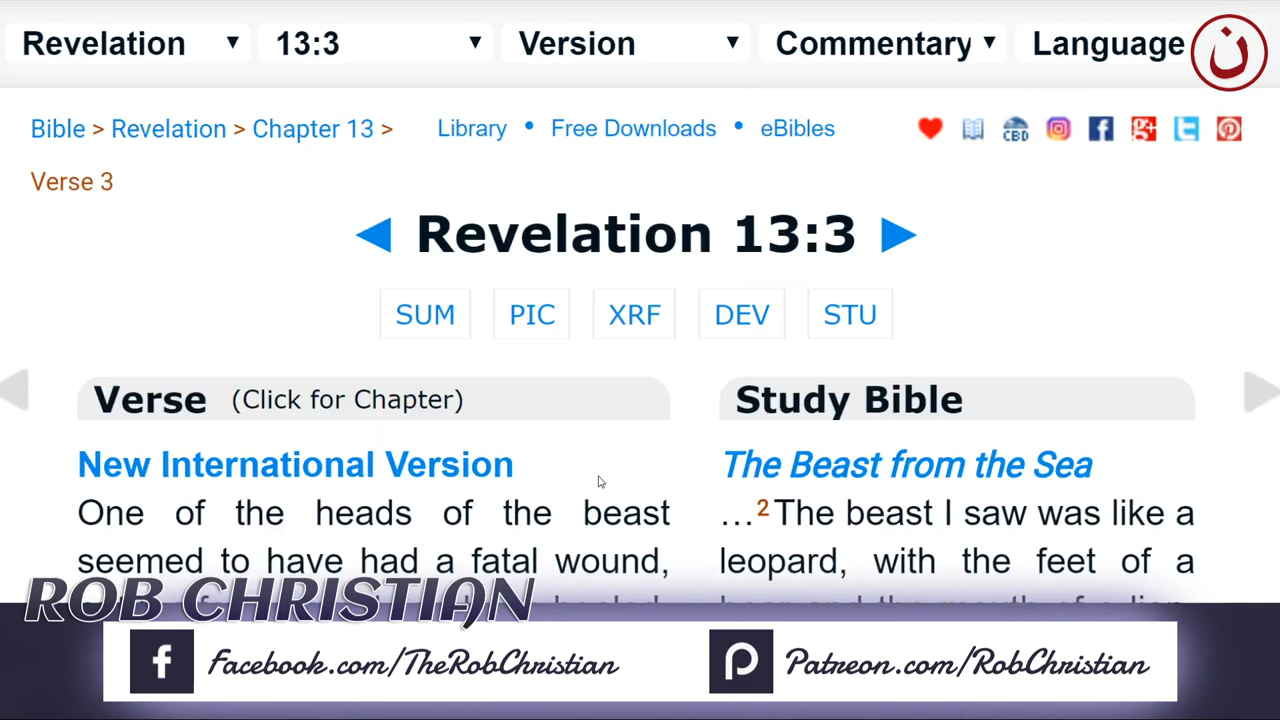 Revelation ▼ 13:3 ▼ Version ▼ Commentary ▼ Language
ن
Bible > Revelation > Chapter 13 > Library • Free Downloads • eBibles
CBD
Verse 3
Revelation 13:3
SUM PIC XRF DEV STU
Verse (Click for Chapter)
New International Version
One of the heads of the beast
seemed to have had a fatal wound,
Study Bible
The Beast from the Sea
…2 The beast I saw was like a
leopard, with the feet of a
ROB CHRISTIAN
Facebook.com/TheRobChristian
Patreon.com/RobChristian